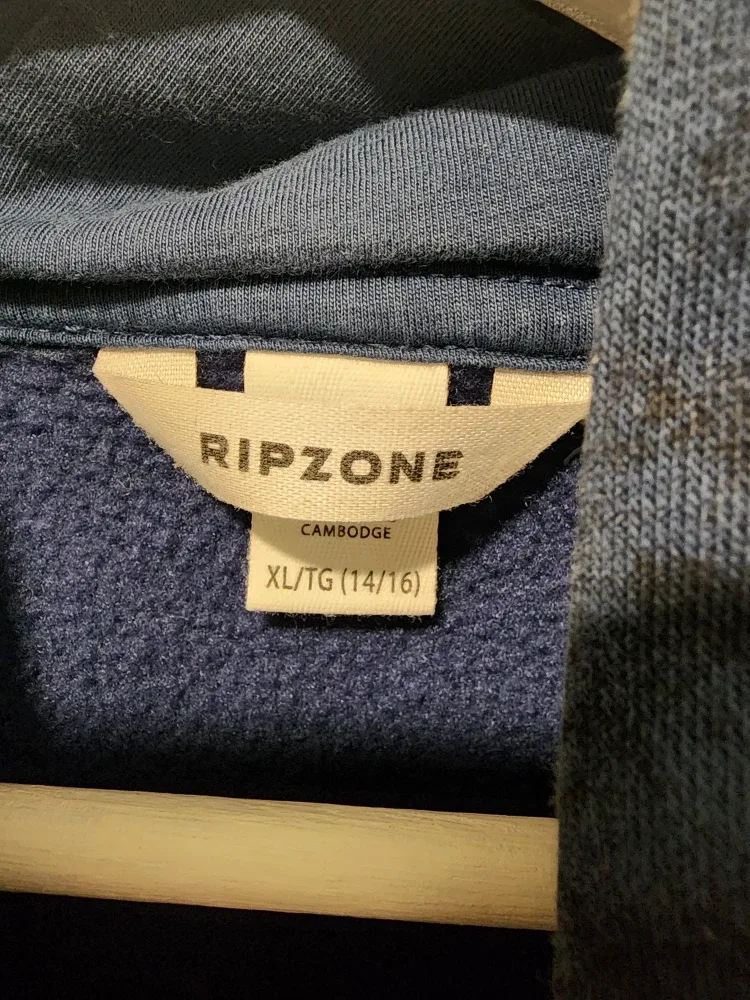 RIPZONE
CAMBODGE
XL/TG (14/16)